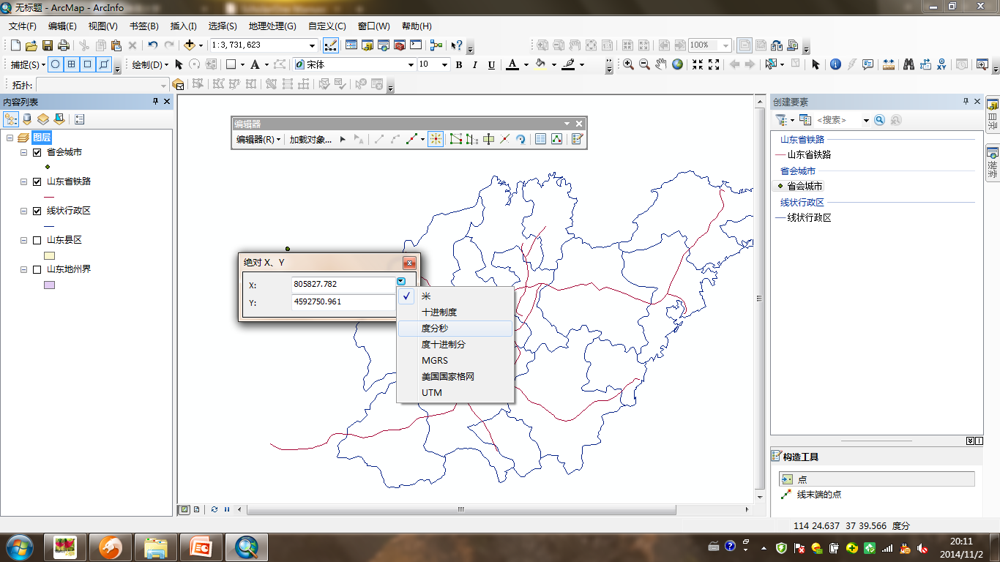 无标题 - ArcMap - ArcInfo
文件(F) 编辑(E) 视图(V) 书签(B) 插入(I) 选择(S) 地理处理(G) 自定义(C) 窗口(W) 帮助(H)
1:3,731,623 100%
捕捉(S) 绘制(D) A 宋体 10 B I U A
拓扑:
内容列表
图层
省会城市
山东省铁路
线状行政区
山东县区
山东地州界
编辑器
编辑器(R) 加载对象...
绝对 X、Y
X: 805827.782
Y: 4592750.961
米
十进制度
度分秒
度十进制分
MGRS
美国国家格网
UTM
创建要素
<搜索>
山东省铁路
山东省铁路
省会城市
省会城市
线状行政区
线状行政区
构造工具
点
线末端的点
目录
搜索
114 24.637 37 39.566 度分
20:11
2014/11/2